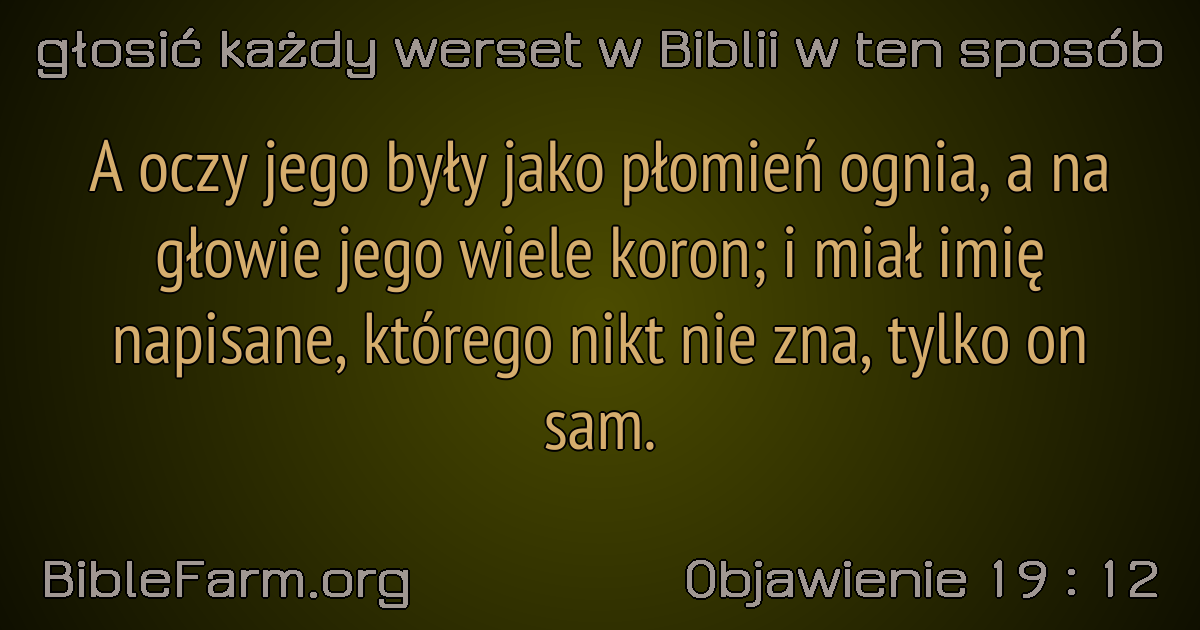 głosić każdy werset w Biblii w ten sposób
A oczy jego były jako płomień ognia, a na
głowie jego wiele koron; i miał imię
napisane, którego nikt nie zna, tylko on
sam.
BibleFarm.org
Objawienie 19 : 12